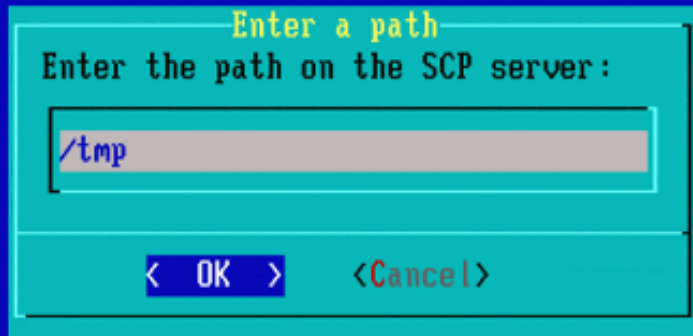 Enter a path
Enter the path on the SCP server:
/tmp
< OK > <Cancel>